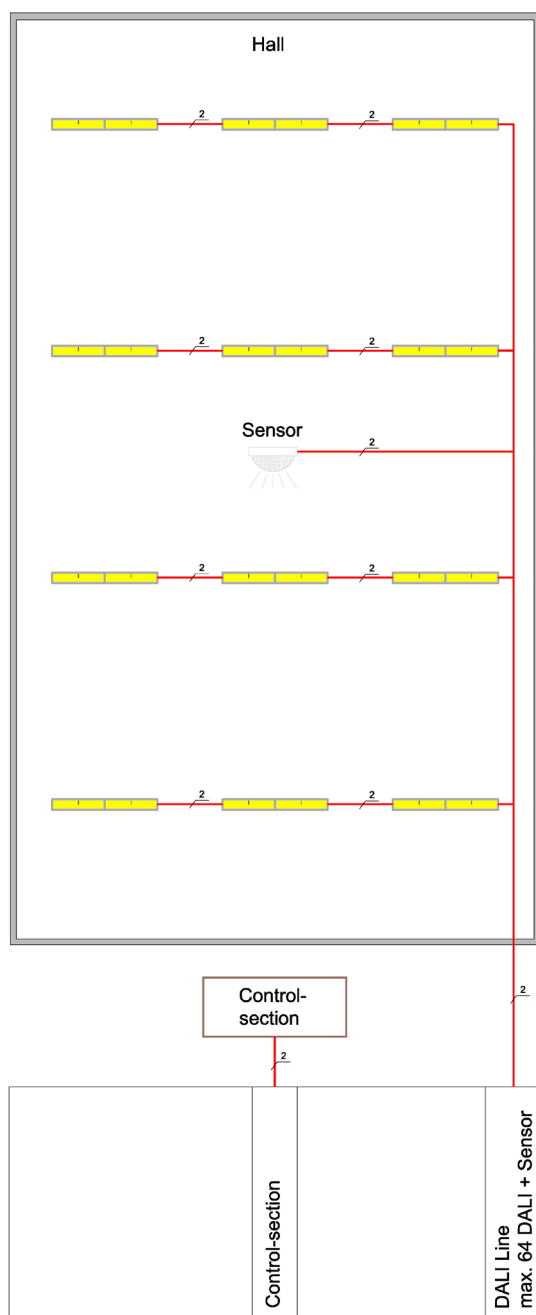 Hall
2
2
2
2
Sensor
2
2
2
2
2
Control-
section
2
2
Control-section
DALI Line
max. 64 DALI + Sensor